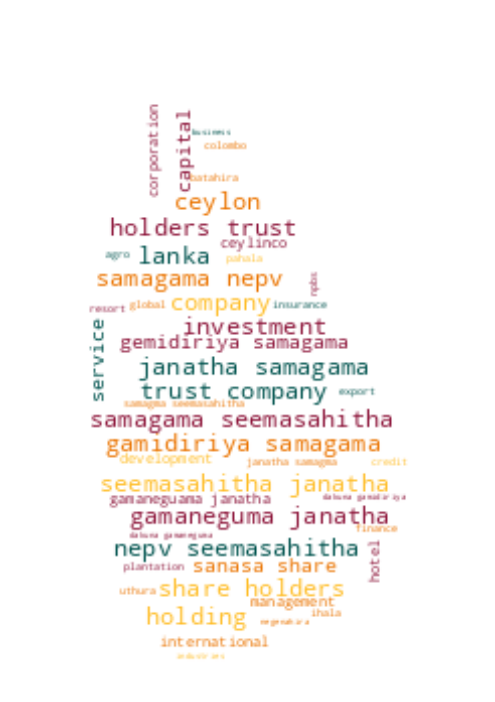 corporation
capital
business
colombo
batahira
ceylon
holders trust
ceylinco
agro
lanka
pahala
samagama nepv
npbs
resort
global
company
insurance
investment
service
gemidiriya samagama
janatha samagama
trust company
export
samagma seemasahitha
samagama seemasahitha
gamidiriya samagama
development
janatha samagma
credit
seemasahitha janatha
gamaneguama janatha
dakuna gamidiriya
gamaneguma janatha
finance
dakuna gamaneguma
nepv seemasahitha
hotel
plantation
sanasa share
uthura
share holders
management
holding
ihala
negenahira
international
industries